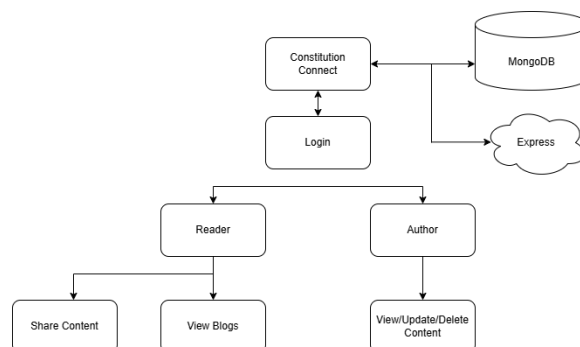 Constitution
Connect
MongoDB
Login
Express
Reader
Author
Share Content
View Blogs
View/Update/Delete
Content